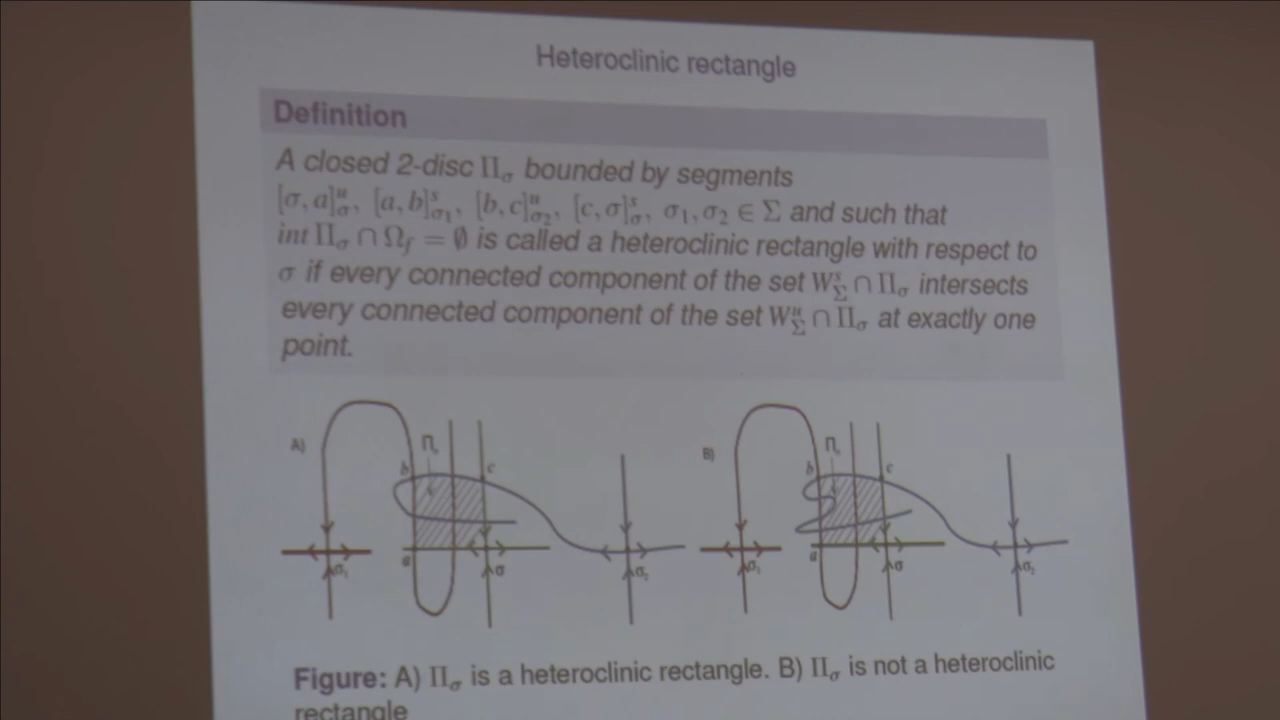 Heteroclinic rectangle
Definition
A closed 2-disc Π_σ bounded by segments
[σ, a]^u_σ, [a, b]^s_σ₁, [b, c]^u_σ₂, [c, σ]^s_σ, σ₁, σ₂ ∈ Σ and such that
int Π_σ ∩ Ω_f = ∅ is called a heteroclinic rectangle with respect to
σ if every connected component of the set W^s_Σ ∩ Π_σ intersects
every connected component of the set W^u_Σ ∩ Π_σ at exactly one
point.
A)
Π_σ
b
c
a
σ₁
σ
σ₂
B)
Π_σ
b
c
a
σ₁
σ
σ₂
Figure: A) Π_σ is a heteroclinic rectangle. B) Π_σ is not a heteroclinic
rectangle